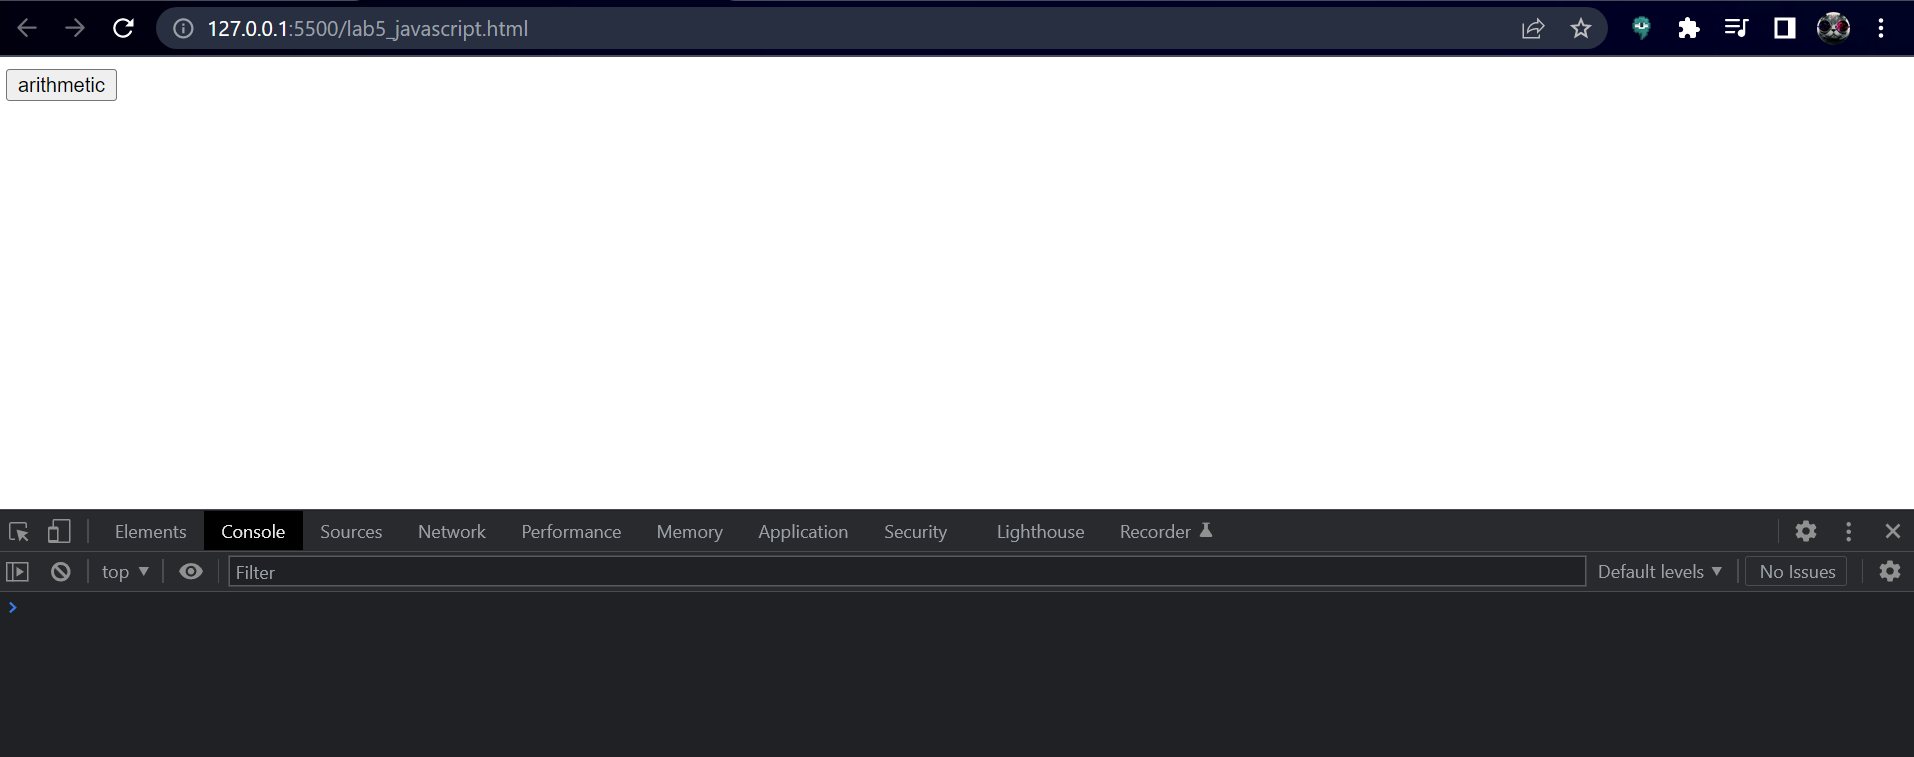 127.0.0.1:5500/lab5_javascript.html
arithmetic
Elements Console Sources Network Performance Memory Application Security Lighthouse Recorder
top Filter Default levels No Issues